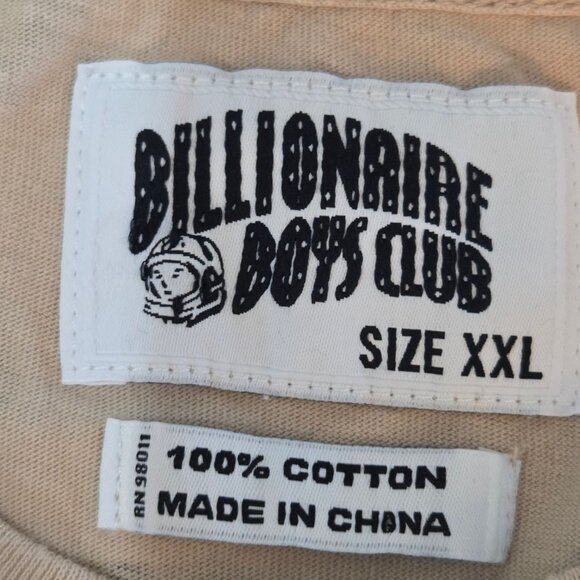 BILLIONAIRE
BOYS CLUB
SIZE XXL
RN 98011
100% COTTON
MADE IN CHINA